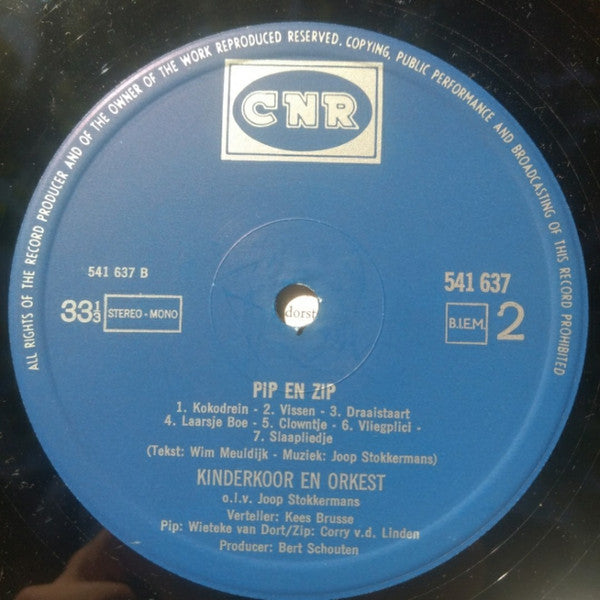 ALL RIGHTS OF THE RECORD PRODUCER AND OF THE OWNER OF THE WORK REPRODUCED RESERVED. COPYING, PUBLIC PERFORMANCE AND BROADCASTING OF THIS RECORD PROHIBITED
CNR
541 637 B
541 637
33⅓ STEREO-MONO
B.I.E.M. 2
dorst
PIP EN ZIP
1. Kokodrein - 2. Vissen - 3. Draaistaart
4. Laarsje Boe - 5. Clowntje - 6. Vliegplici -
7. Slaapliedje
(Tekst: Wim Meuldijk - Muziek: Joop Stokkermans)
KINDERKOOR EN ORKEST
o.l.v. Joop Stokkermans
Verteller: Kees Brusse
Pip: Wieteke van Dort/Zip: Corry v.d. Linden
Producer: Bert Schouten